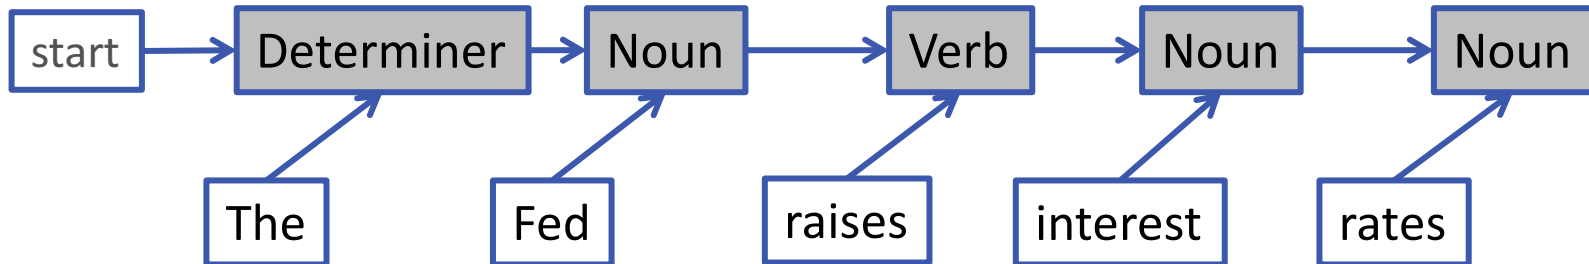 start Determiner Noun Verb Noun Noun
The Fed raises interest rates